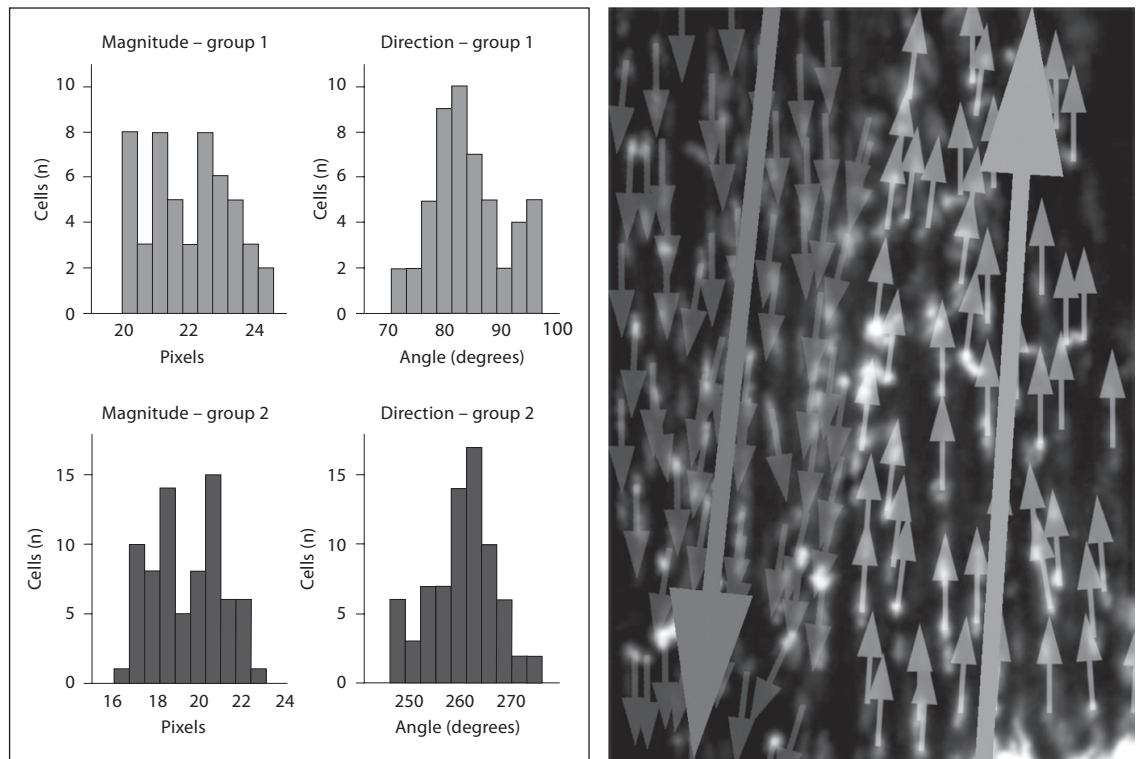 Magnitude – group 1
10
8
6
4
2
0
Cells (n)
20 22 24
Pixels
Direction – group 1
10
8
6
4
2
0
Cells (n)
70 80 90 100
Angle (degrees)
Magnitude – group 2
15
10
5
0
Cells (n)
16 18 20 22 24
Pixels
Direction – group 2
15
10
5
0
Cells (n)
250 260 270
Angle (degrees)